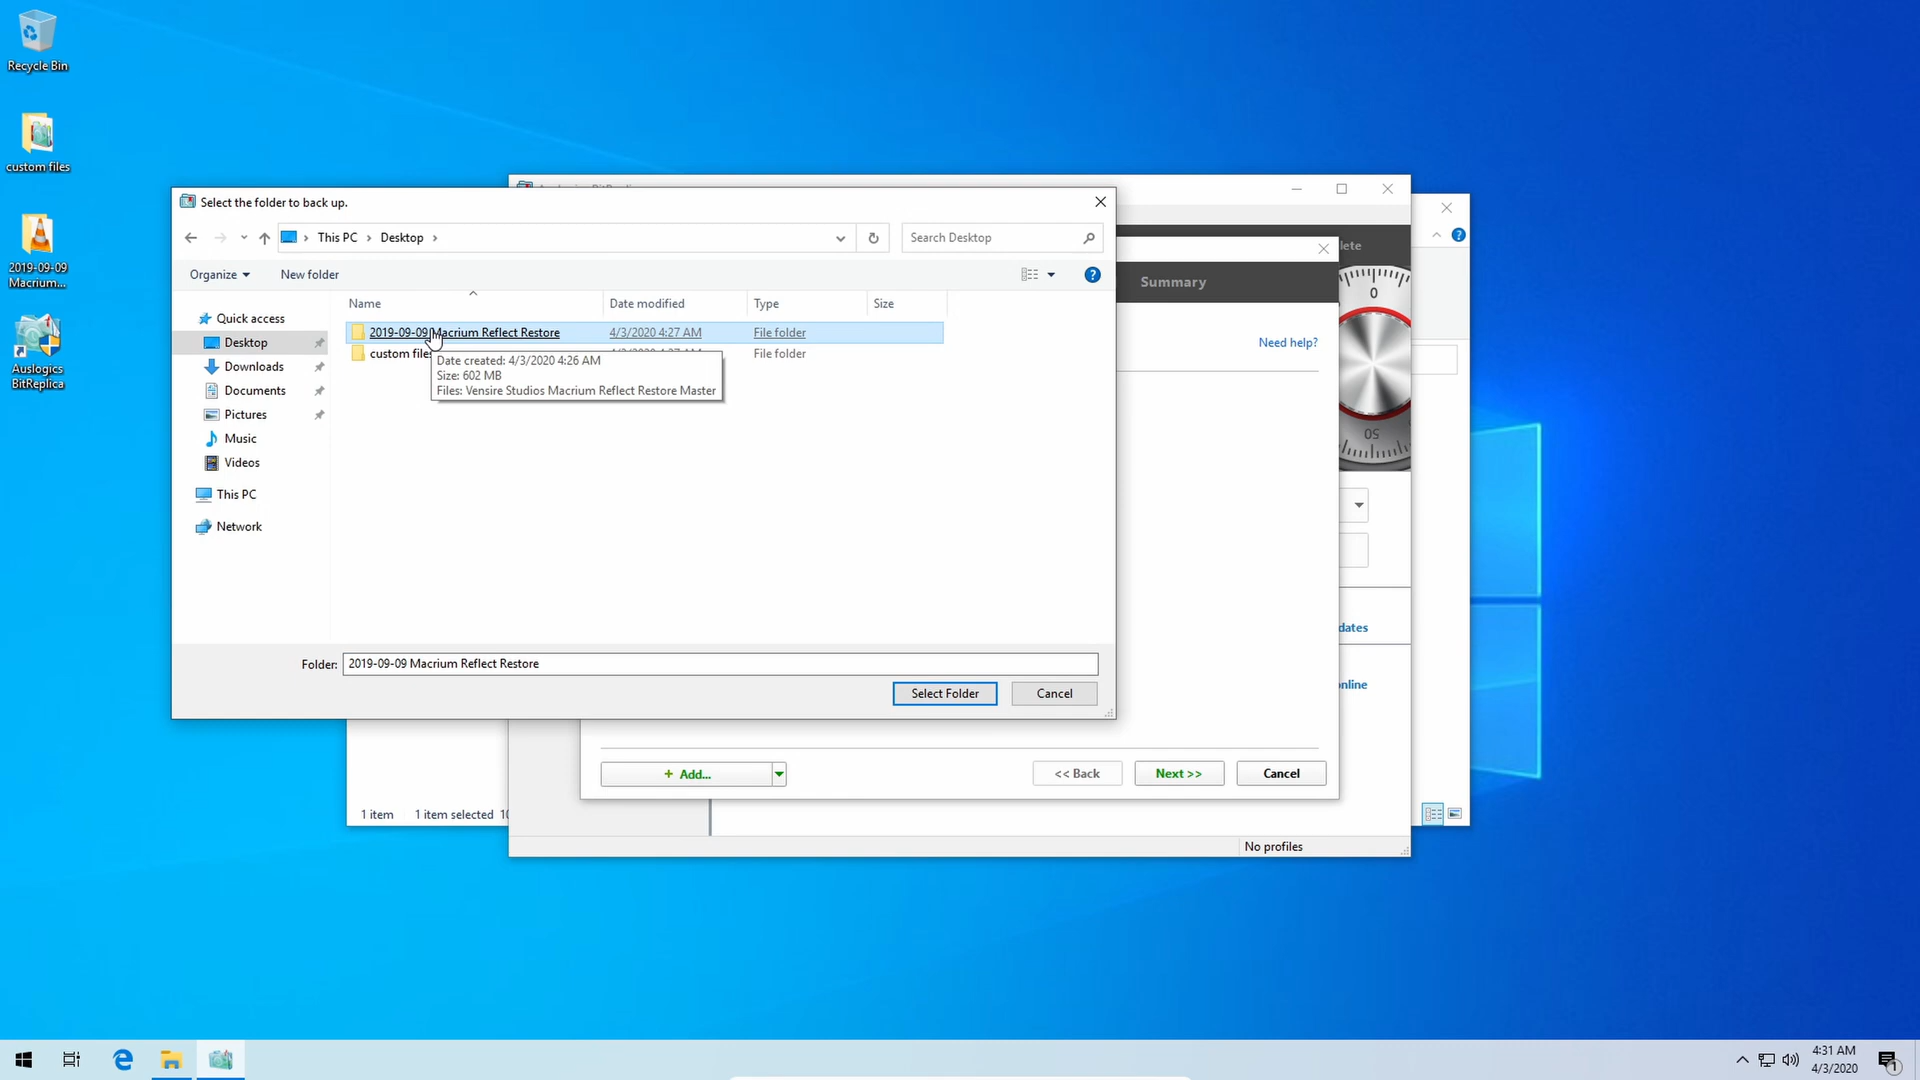 Recycle Bin
custom files
2019-09-09
Macrium...
Auslogics
BitReplica
Select the folder to back up.
This PC
Desktop
Search Desktop
Organize
New folder
Name
Date modified
Type
Size
Quick access
Desktop
Downloads
Documents
Pictures
Music
Videos
This PC
Network
2019-09-09 Macrium Reflect Restore
4/3/2020 4:27 AM
File folder
custom files
File folder
Date created: 4/3/2020 4:26 AM
Size: 602 MB
Files: Vensire Studios Macrium Reflect Restore Master
Folder:
2019-09-09 Macrium Reflect Restore
Select Folder
Cancel
Summary
Need help?
0
50
+ Add...
<< Back
Next >>
Cancel
1 item
1 item selected
No profiles
4:31 AM
4/3/2020
1